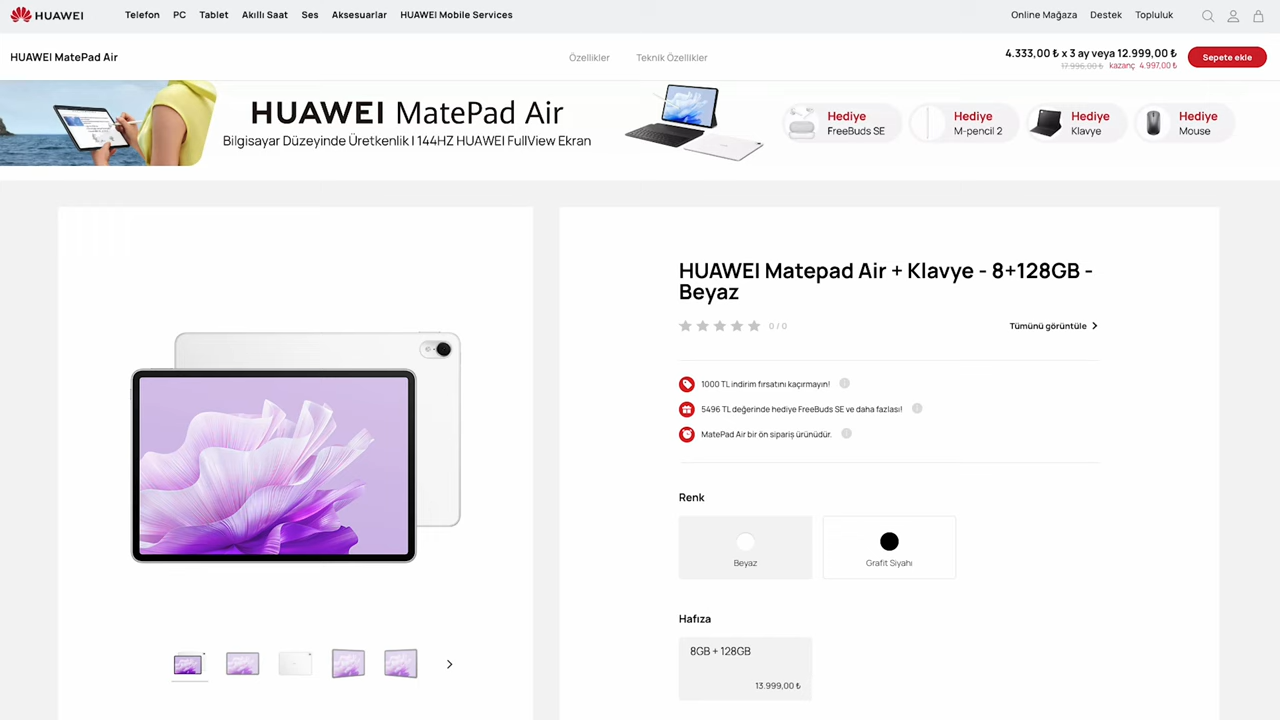 HUAWEI
Telefon PC Tablet Akıllı Saat Ses Aksesuarlar HUAWEI Mobile Services
Online Mağaza Destek Topluluk
HUAWEI MatePad Air
Özellikler Teknik Özellikler
4.333,00 ₺ x 3 ay veya 12.999,00 ₺
17.996,00 ₺ kazanç 4.997,00 ₺
Sepete ekle
HUAWEI MatePad Air
Bilgisayar Düzeyinde Üretkenlik | 144HZ HUAWEI FullView Ekran
Hediye
FreeBuds SE
Hediye
M-pencil 2
Hediye
Klavye
Hediye
Mouse
HUAWEI Matepad Air + Klavye - 8+128GB -
Beyaz
0 / 0
Tümünü görüntüle
1000 TL indirim fırsatını kaçırmayın!
5496 TL değerinde hediye FreeBuds SE ve daha fazlası!
MatePad Air bir ön sipariş ürünüdür.
Renk
Beyaz
Grafit Siyahı
Hafıza
8GB + 128GB
13.999,00 ₺